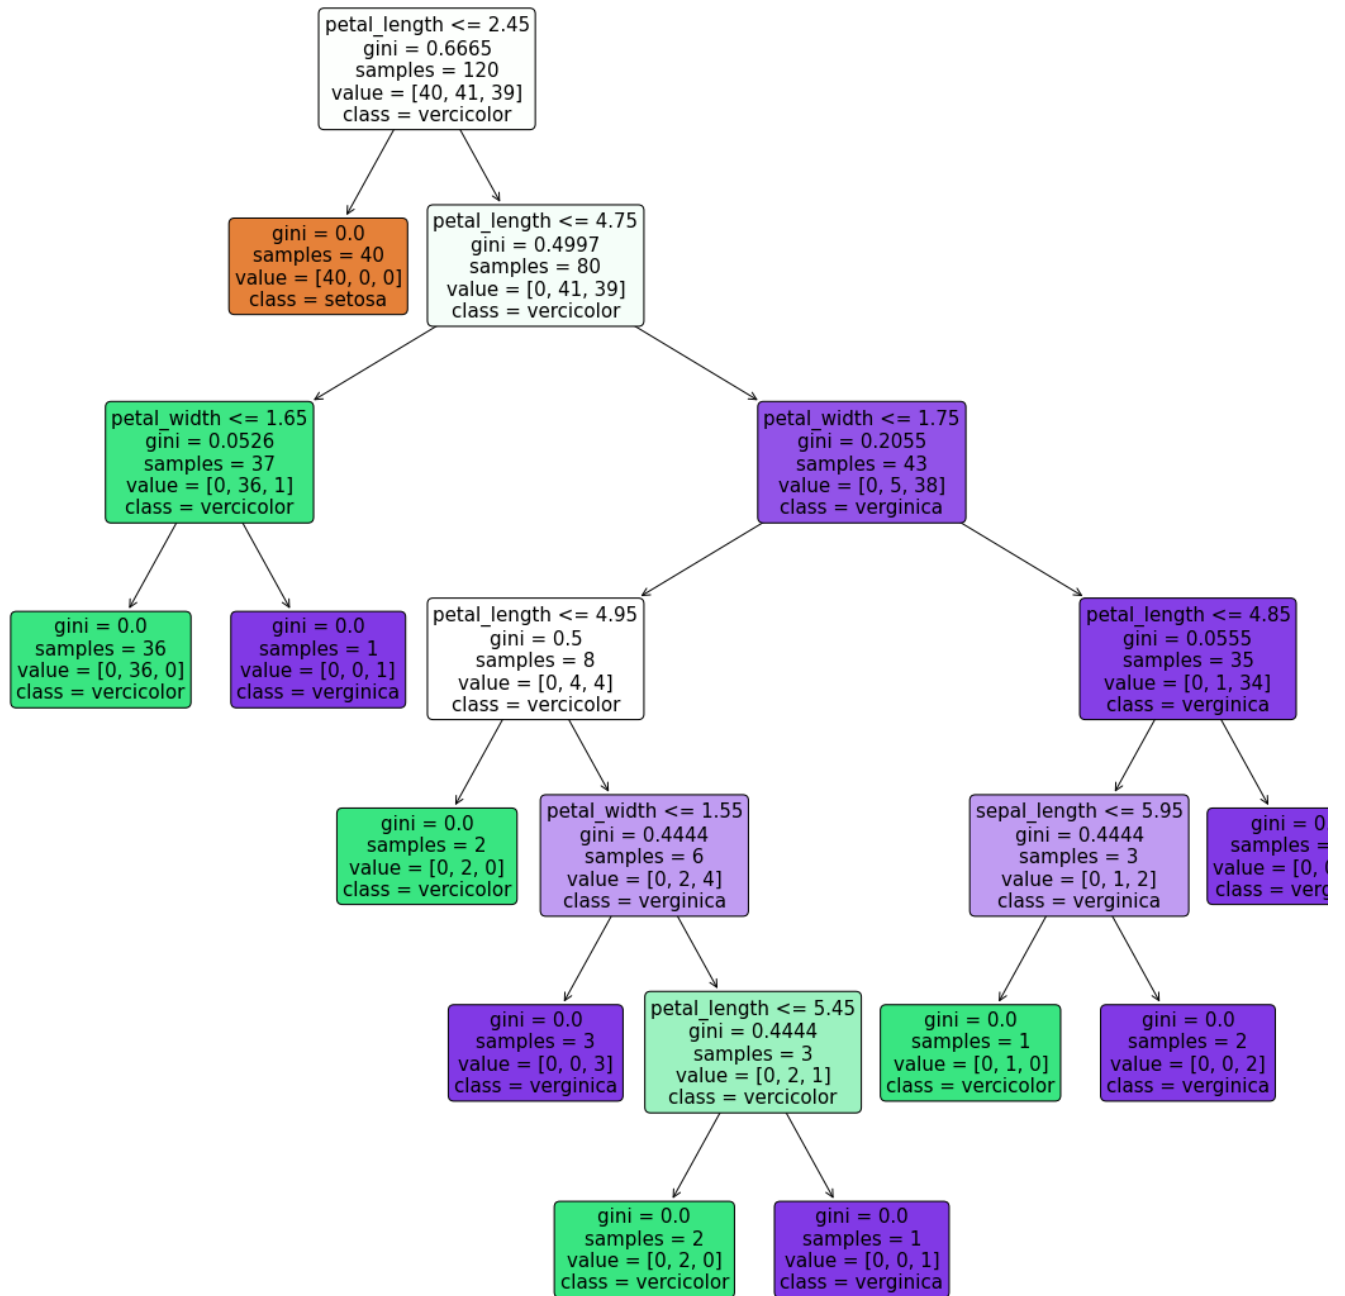 petal_length <= 2.45
gini = 0.6665
samples = 120
value = [40, 41, 39]
class = vercicolor
gini = 0.0
samples = 40
value = [40, 0, 0]
class = setosa
petal_length <= 4.75
gini = 0.4997
samples = 80
value = [0, 41, 39]
class = vercicolor
petal_width <= 1.65
gini = 0.0526
samples = 37
value = [0, 36, 1]
class = vercicolor
petal_width <= 1.75
gini = 0.2055
samples = 43
value = [0, 5, 38]
class = verginica
gini = 0.0
samples = 36
value = [0, 36, 0]
class = vercicolor
gini = 0.0
samples = 1
value = [0, 0, 1]
class = verginica
petal_length <= 4.95
gini = 0.5
samples = 8
value = [0, 4, 4]
class = vercicolor
petal_length <= 4.85
gini = 0.0555
samples = 35
value = [0, 1, 34]
class = verginica
gini = 0.0
samples = 2
value = [0, 2, 0]
class = vercicolor
petal_width <= 1.55
gini = 0.4444
samples = 6
value = [0, 2, 4]
class = verginica
sepal_length <= 5.95
gini = 0.4444
samples = 3
value = [0, 1, 2]
class = verginica
gini = 0.
samples =
value = [0,
class =
gini = 0.0
samples = 3
value = [0, 0, 3]
class = verginica
petal_length <= 5.45
gini = 0.4444
samples = 3
value = [0, 2, 1]
class = vercicolor
gini = 0.0
samples = 1
value = [0, 1, 0]
class = vercicolor
gini = 0.0
samples = 2
value = [0, 0, 2]
class = verginica
gini = 0.0
samples = 2
value = [0, 2, 0]
class = vercicolor
gini = 0.0
samples = 1
value = [0, 0, 1]
class = verginica